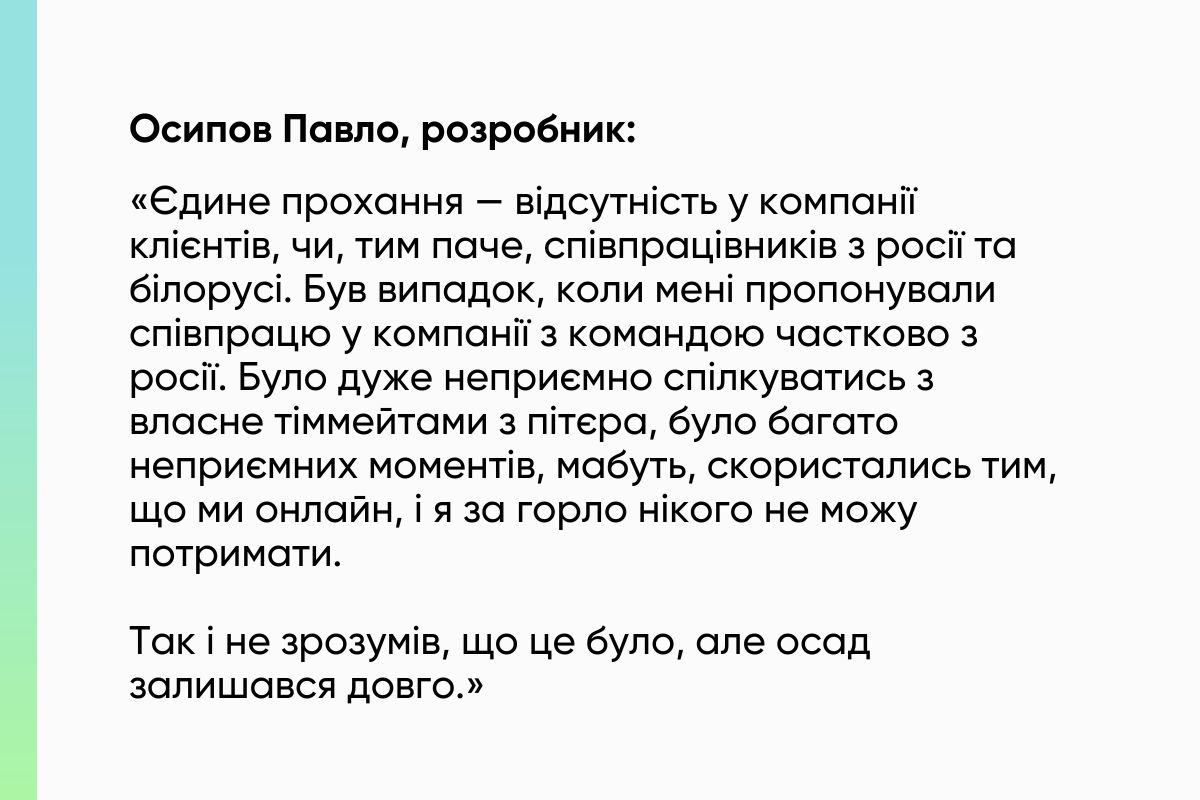 Осипов Павло, розробник:
«Єдине прохання — відсутність у компанії
клієнтів, чи, тим паче, співпрацівників з росії та
білорусі. Був випадок, коли мені пропонували
співпрацю у компанії з командою частково з
росії. Було дуже неприємно спілкуватись з
власне тіммейтами з пітєра, було багато
неприємних моментів, мабуть, скористались тим,
що ми онлайн, і я за горло нікого не можу
потримати.
Так і не зрозумів, що це було, але осад
залишався довго.»